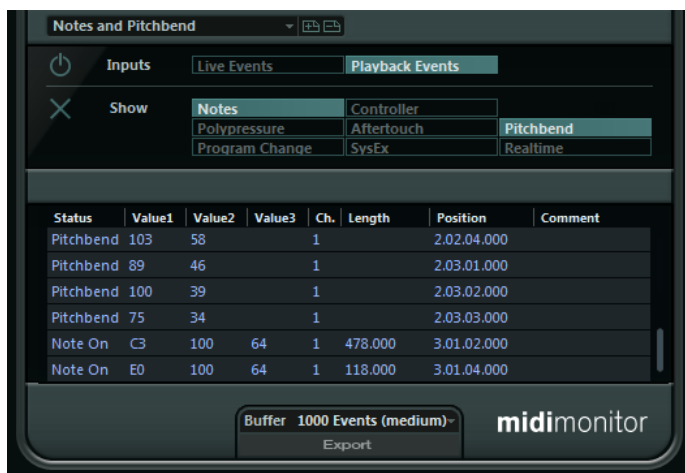 Notes and Pitchbend
Inputs Live Events Playback Events
Show Notes Controller
Polypressure Aftertouch Pitchbend
Program Change SysEx Realtime
Status Value1 Value2 Value3 Ch. Length Position Comment
Pitchbend 103 58 1 2.02.04.000
Pitchbend 89 46 1 2.03.01.000
Pitchbend 100 39 1 2.03.02.000
Pitchbend 75 34 1 2.03.03.000
Note On C3 100 64 1 478.000 3.01.02.000
Note On E0 100 64 1 118.000 3.01.04.000
Buffer 1000 Events (medium)
Export
midimonitor